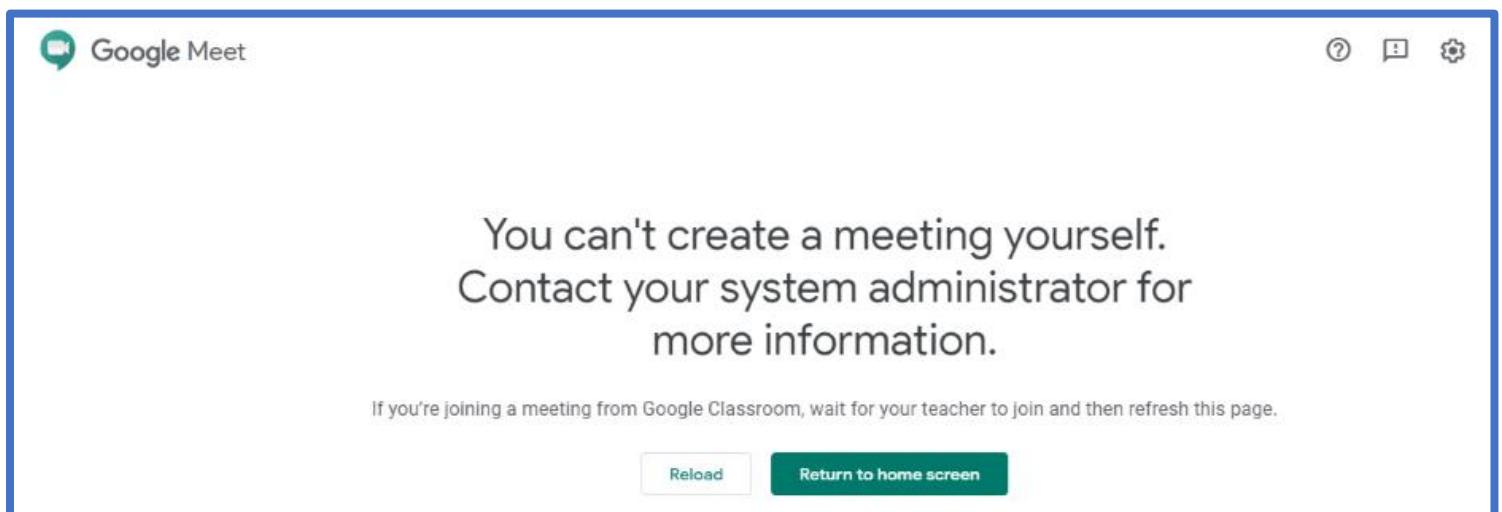 Google Meet
You can't create a meeting yourself.
Contact your system administrator for
more information.
If you're joining a meeting from Google Classroom, wait for your teacher to join and then refresh this page.
Reload
Return to home screen